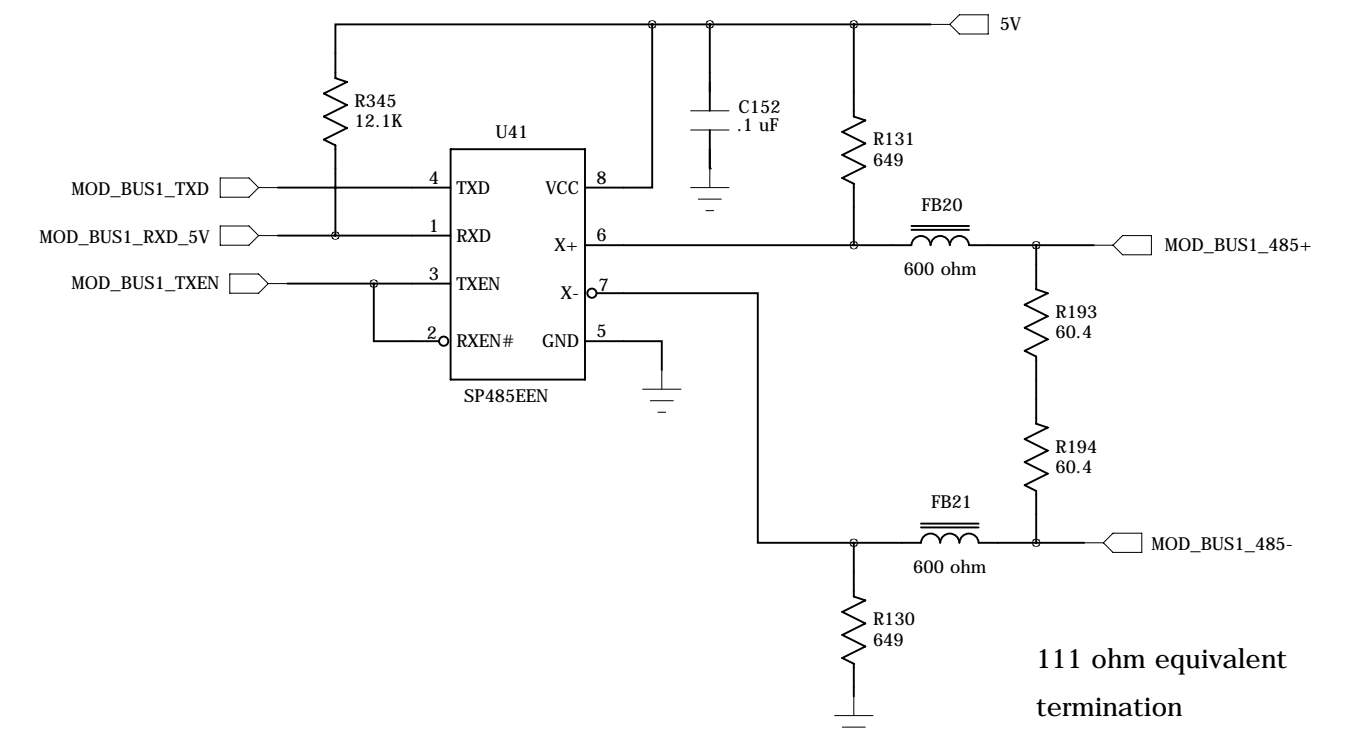 5V
R345
12.1K
C152
.1 uF
U41
R131
649
MOD_BUS1_TXD
4
TXD
VCC
8
FB20
MOD_BUS1_RXD_5V
1
RXD
X+
6
MOD_BUS1_485+
600 ohm
MOD_BUS1_TXEN
3
TXEN
X-
7
R193
60.4
2
RXEN#
GND
5
SP485EEN
R194
60.4
FB21
MOD_BUS1_485-
600 ohm
R130
649
111 ohm equivalent
termination